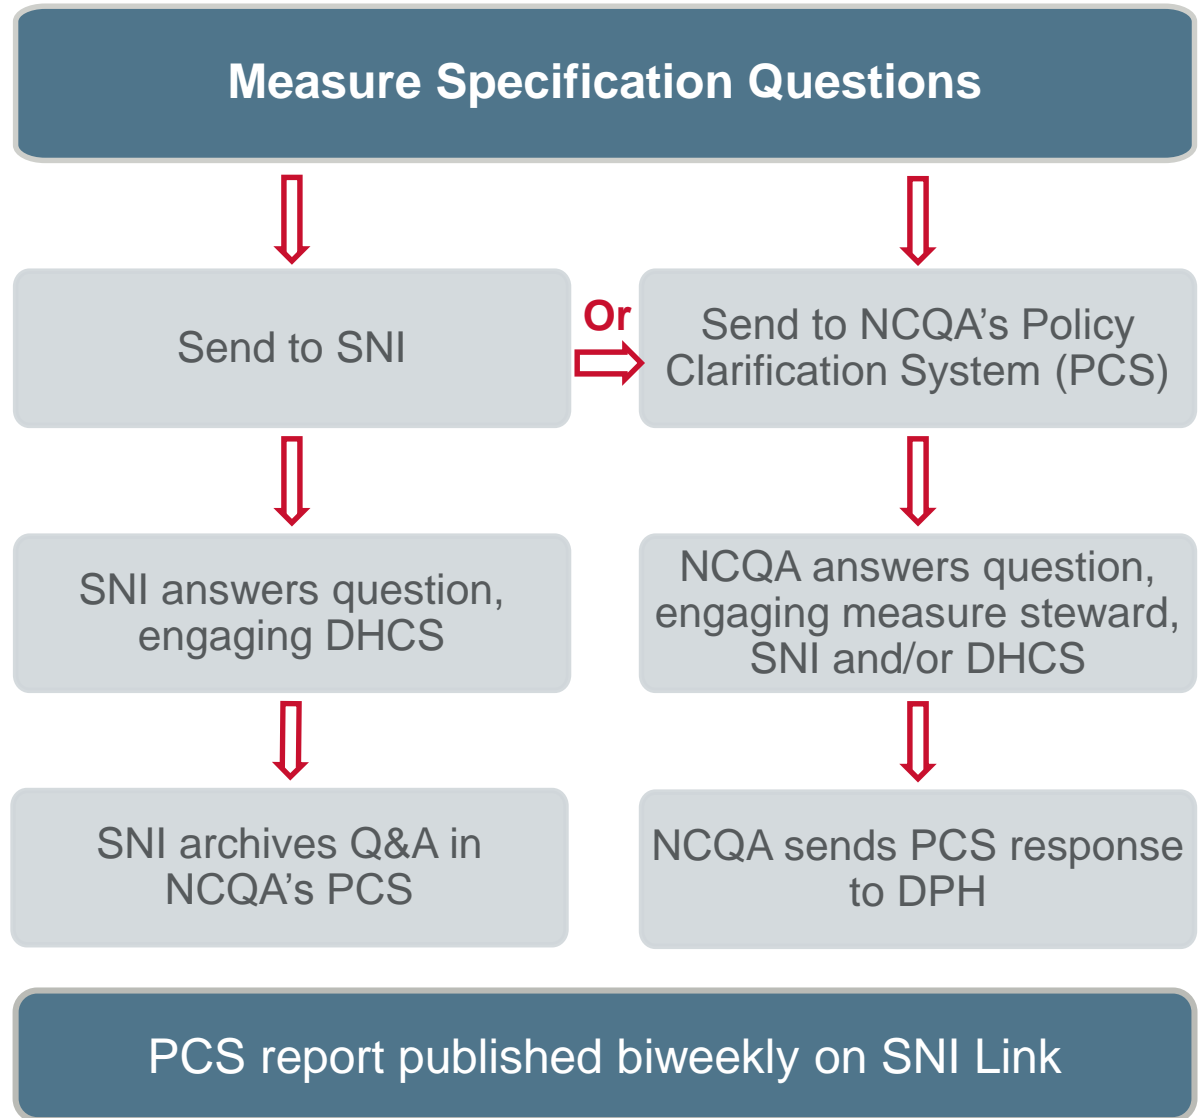 Measure Specification Questions
Send to SNI
Or
Send to NCQA’s Policy
Clarification System (PCS)
SNI answers question,
engaging DHCS
NCQA answers question,
engaging measure steward,
SNI and/or DHCS
SNI archives Q&A in
NCQA’s PCS
NCQA sends PCS response
to DPH
PCS report published biweekly on SNI Link